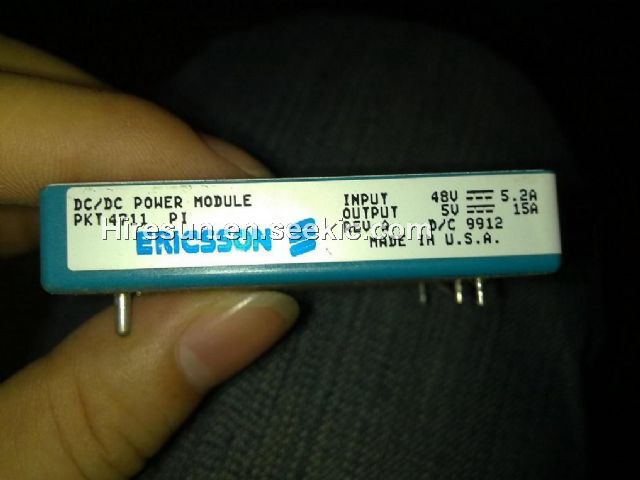 DC/DC POWER MODULE
PKT 4711 PI
ERICSSON
INPUT 48V 5.2A
OUTPUT 5V 15A
REV. D/C 9912
MADE IN U.S.A.
Hiresun.en.seekic.com